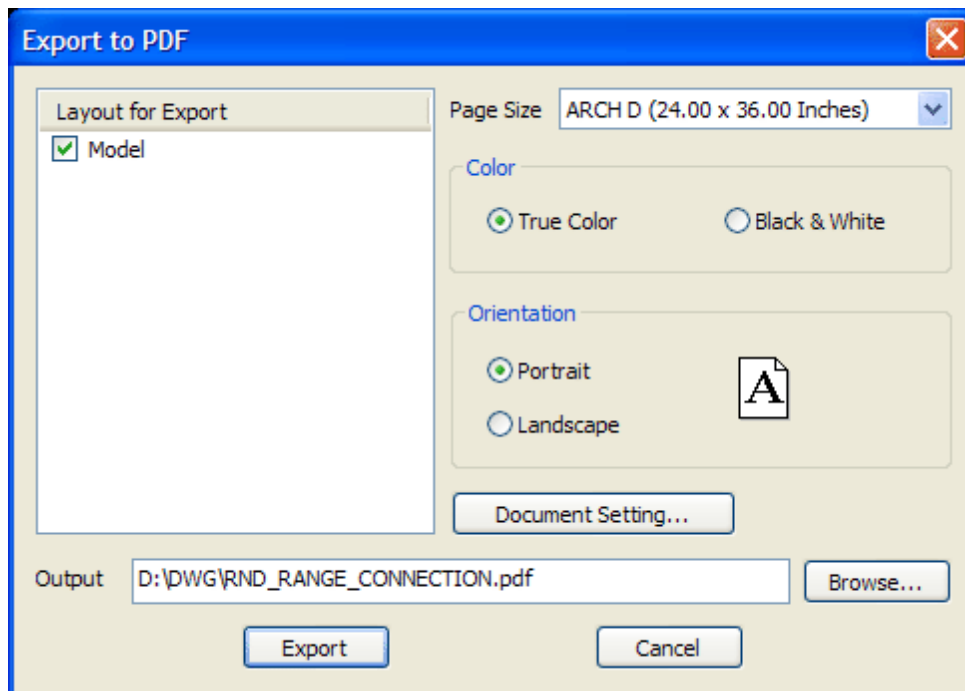 Export to PDF
Layout for Export
Model
Page Size ARCH D (24.00 x 36.00 Inches)
Color
True Color Black & White
Orientation
Portrait
A
Landscape
Document Setting...
Output D:\DWG\RND_RANGE_CONNECTION.pdf Browse...
Export Cancel